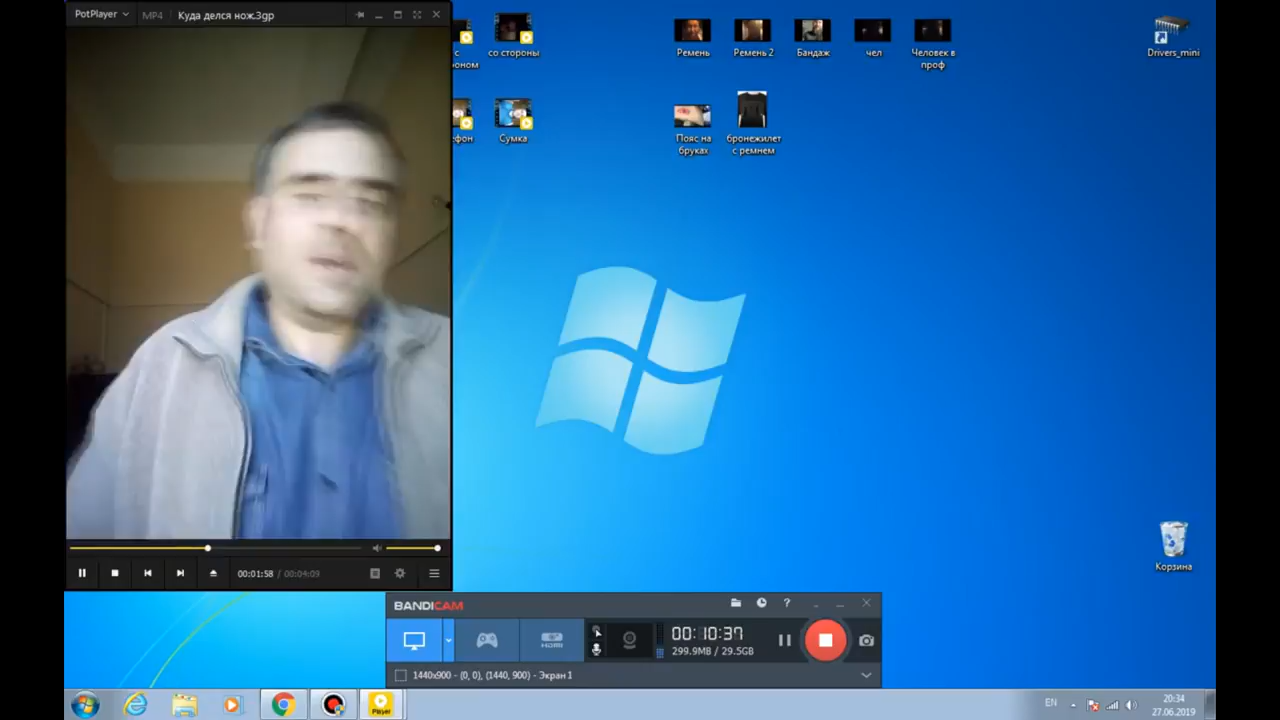 PotPlayer
MP4
Куда делся нож.3gp
со стороны
Ремень
Ремень 2
Бандаж
чел
Человек в
проф
Drivers_mini
Сумка
Пояс на
бруках
бронежилет
с ремнем
Корзина
00:01:58 / 00:04:09
BANDICAM
HDMI
00:10:37
299.9MB / 29.5GB
1440x900 - (0, 0), (1440, 900) - Экран 1
Player
EN
20:34
27.06.2019